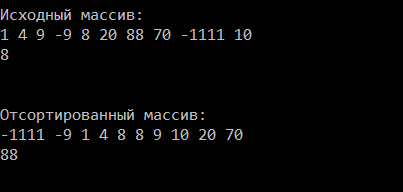 Исходный массив:
1 4 9 -9 8 20 88 70 -1111 10
8
Отсортированный массив:
-1111 -9 1 4 8 8 9 10 20 70
88